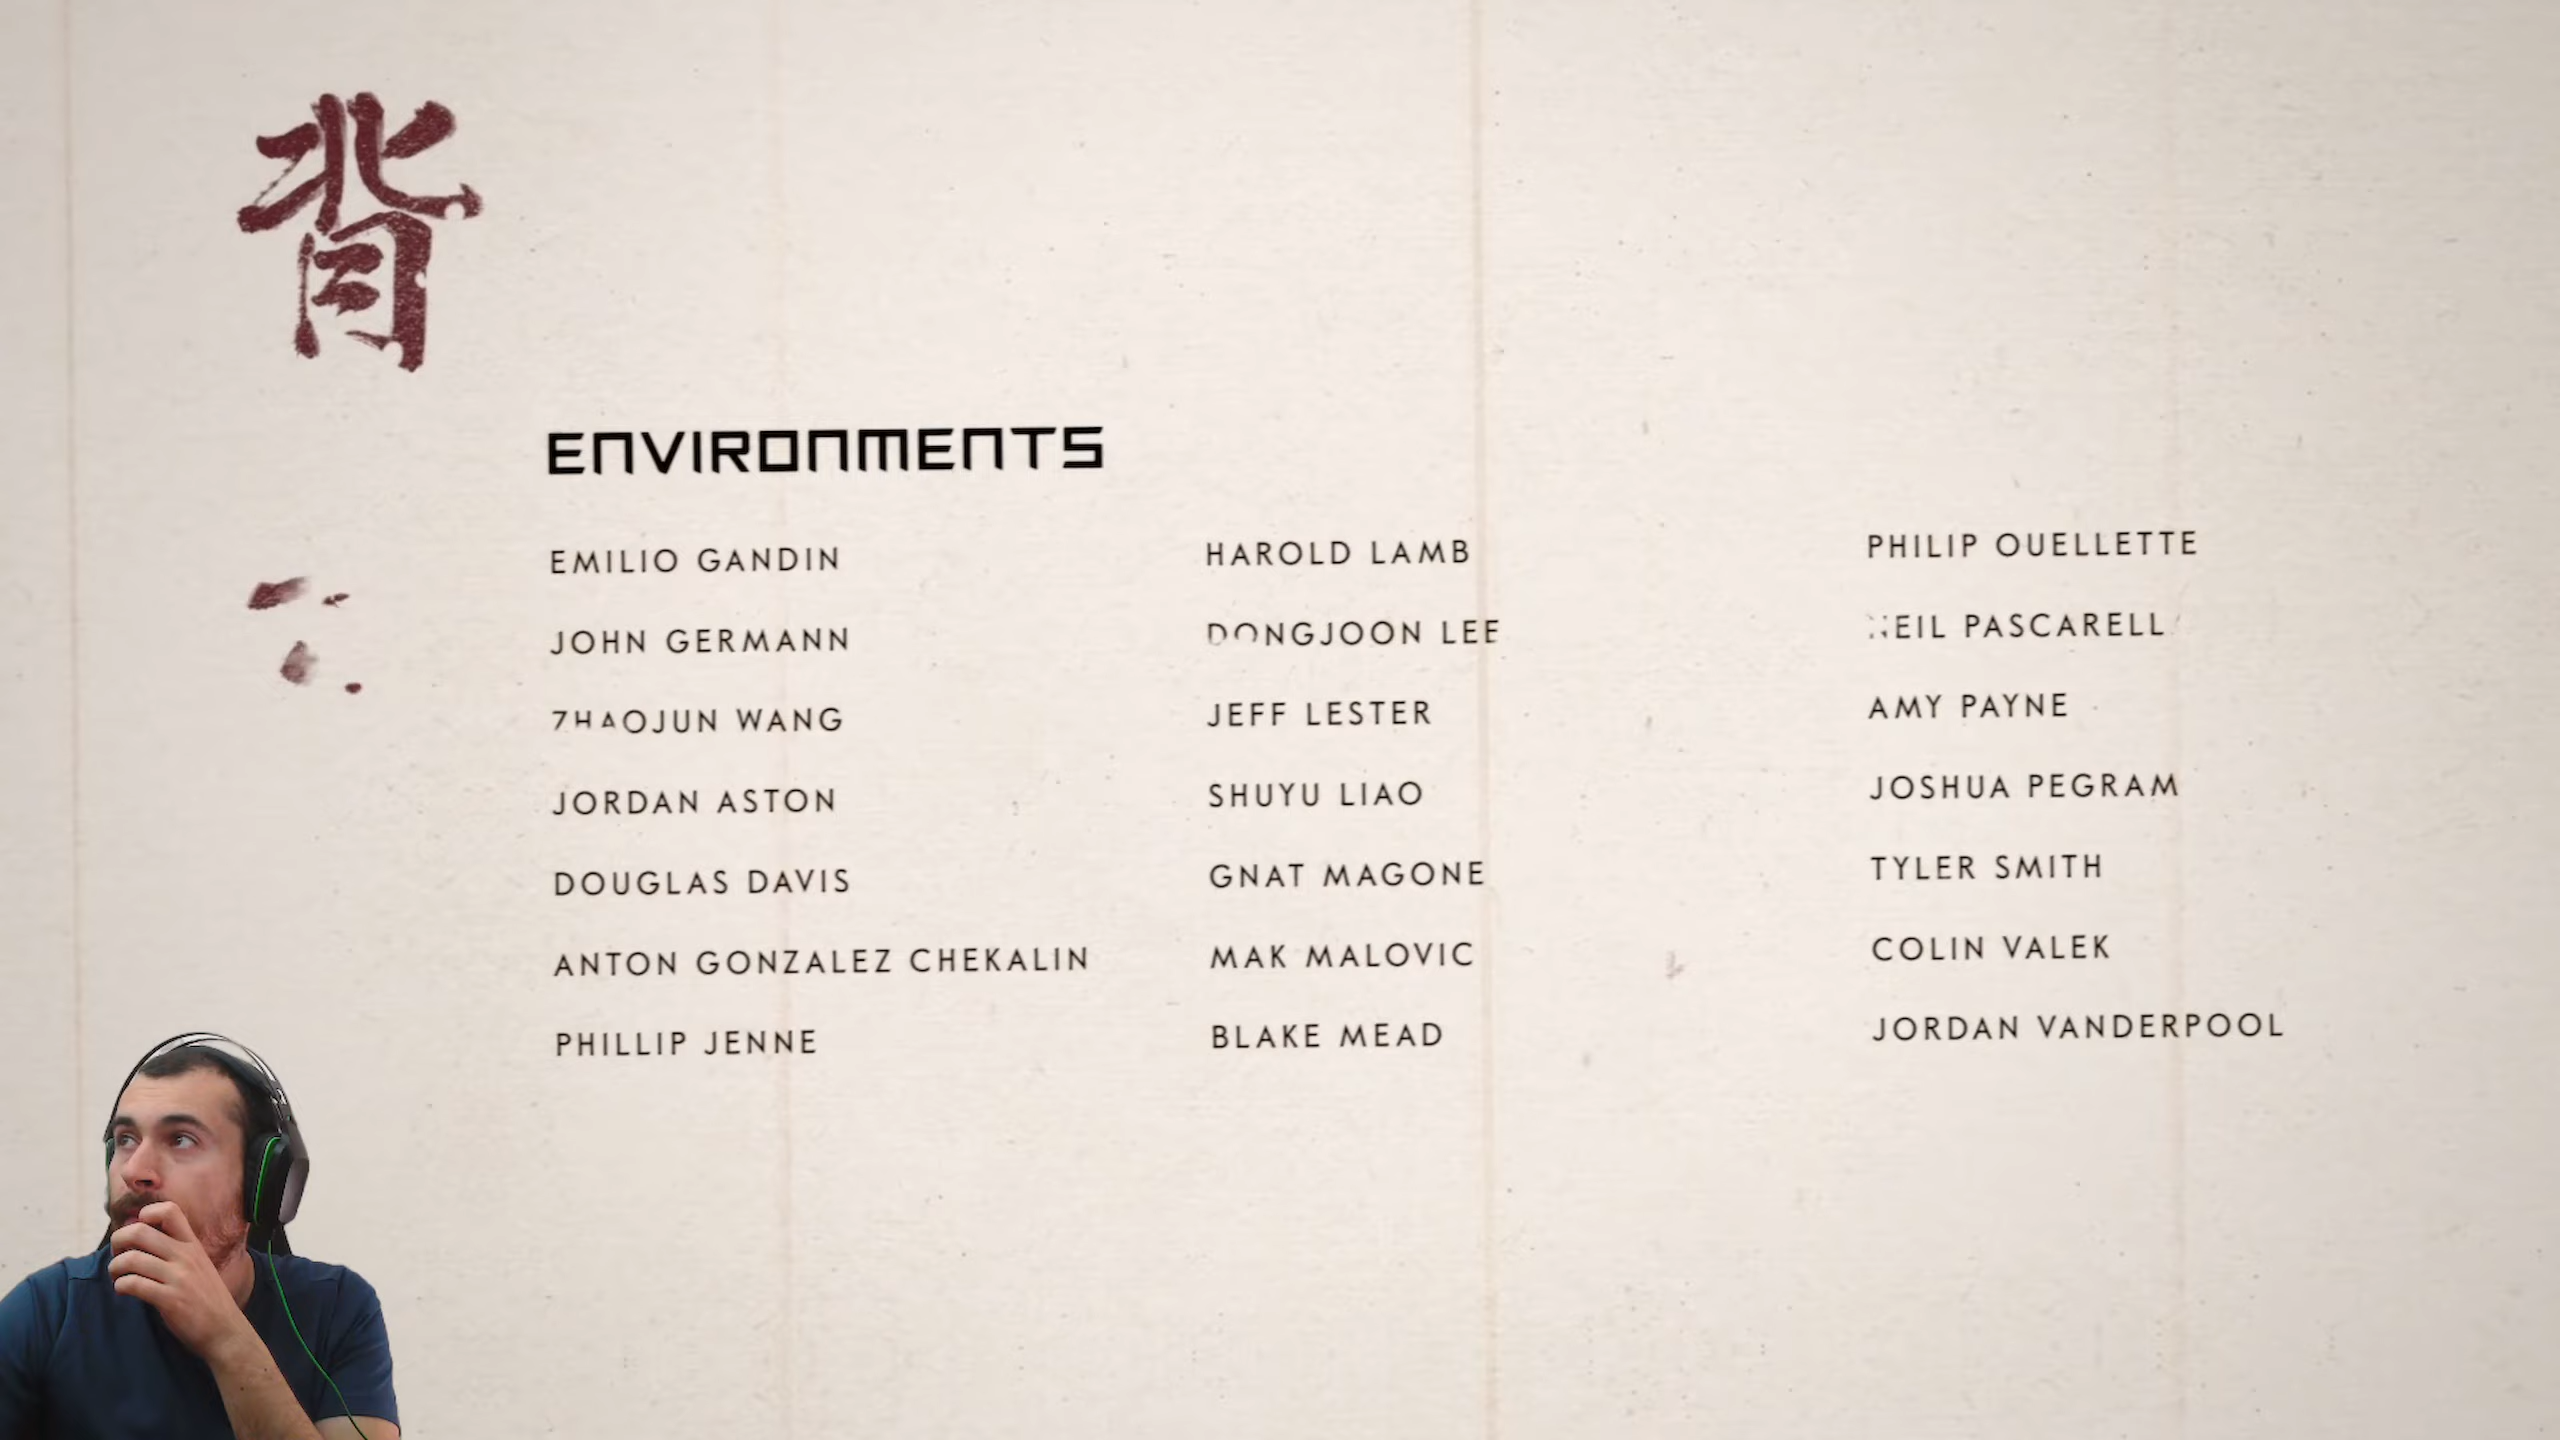 背
ENVIRONMENTS
EMILIO GANDIN
JOHN GERMANN
ZHAOJUN WANG
JORDAN ASTON
DOUGLAS DAVIS
ANTON GONZALEZ CHEKALIN
PHILLIP JENNE
HAROLD LAMB
DONGJOON LEE
JEFF LESTER
SHUYU LIAO
GNAT MAGONE
MAK MALOVIC
BLAKE MEAD
PHILIP OUELLETTE
NEIL
AMY PAYNE
JOSHUA PEGRAM
TYLER SMITH
COLIN VALEK
JORDAN VANDERPOOL